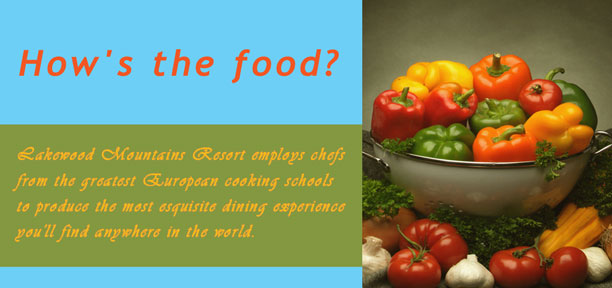 How's the food?
Lakewood Mountains Resort employs chefs
from the greatest European cooking schools
to produce the most esquisite dining experience
you'll find anywhere in the world.